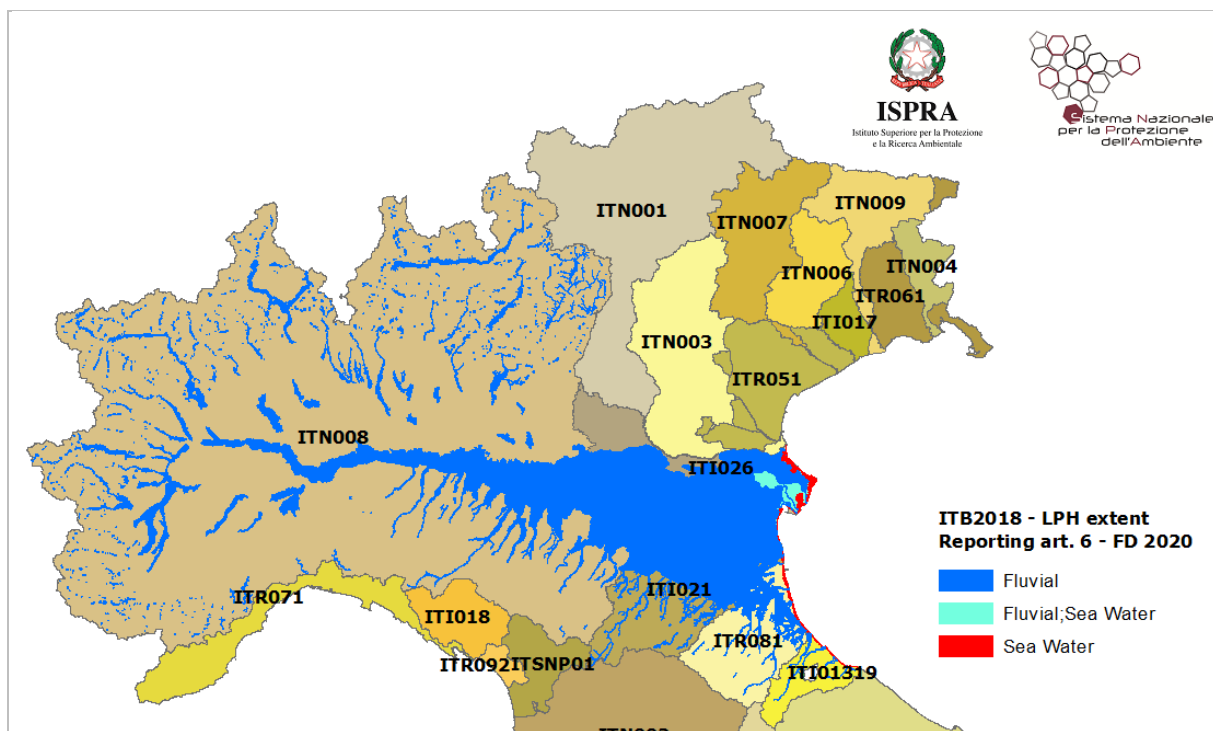 ISPRA
Istituto Superiore per la Protezione
e la Ricerca Ambientale
Sistema Nazionale
per la Protezione
dell'Ambiente
ITN001
ITN007
ITN009
ITN006
ITN004
ITR061
ITI017
ITN003
ITR051
ITN008
ITI026
ITB2018 - LPH extent
Reporting art. 6 - FD 2020
Fluvial
Fluvial;Sea Water
Sea Water
ITR071
ITI021
ITI018
ITR081
ITR092
ITSNP01
ITI01319